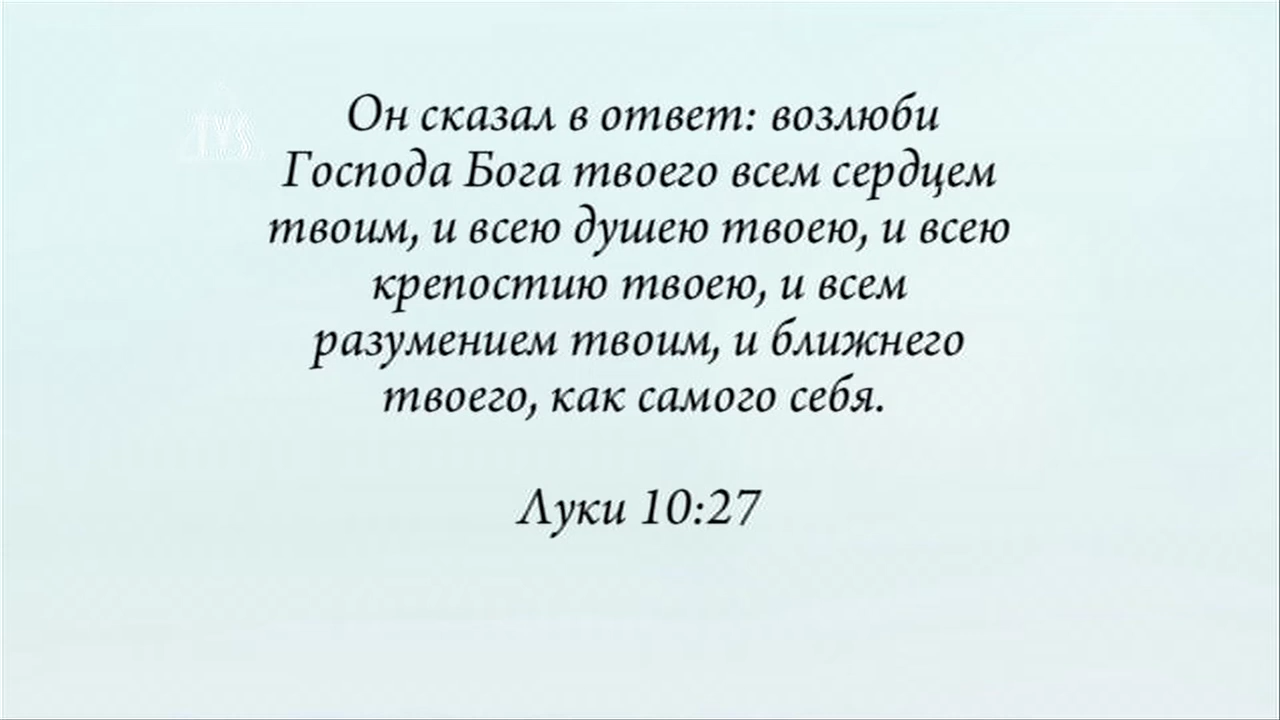 TVS
Он сказал в ответ: возлюби
Господа Бога твоего всем сердцем
твоим, и всею душею твоею, и всею
крепостию твоею, и всем
разумением твоим, и ближнего
твоего, как самого себя.
Луки 10:27